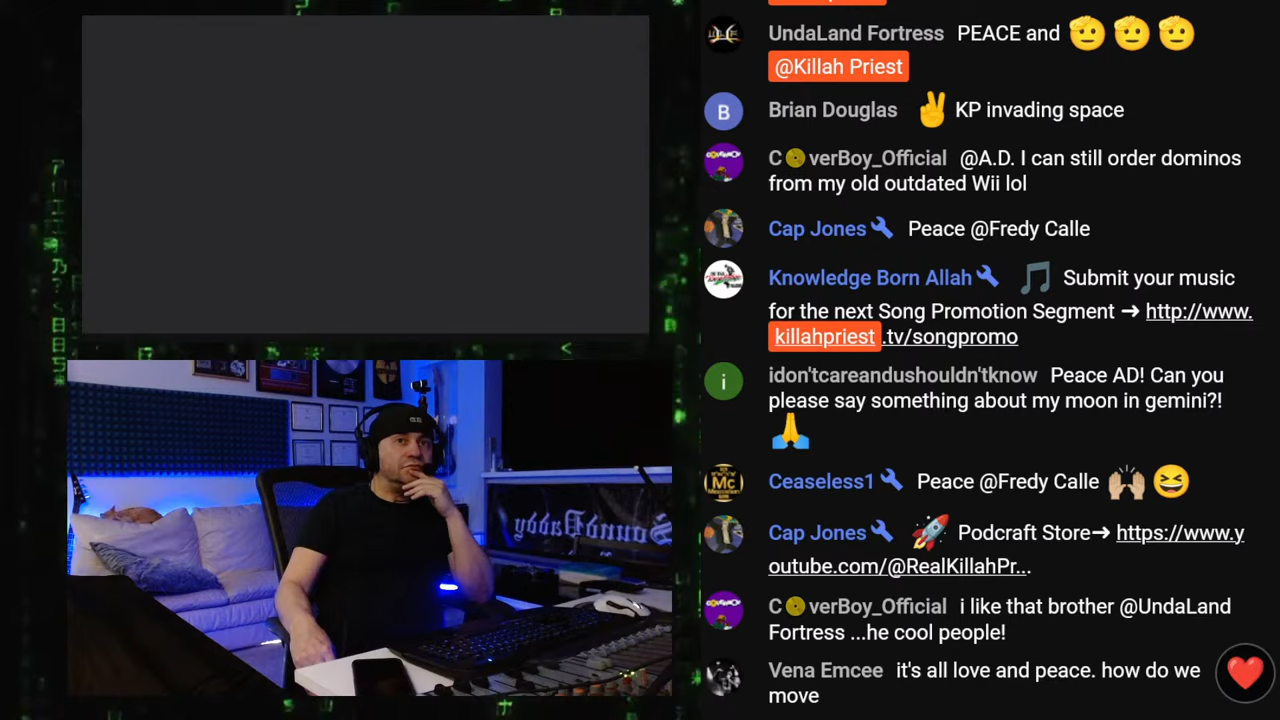 UndaLand Fortress PEACE and 🫡🫡🫡
@Killah Priest
B
Brian Douglas ✌️ KP invading space
C verBoy_Official @A.D. I can still order dominos
from my old outdated Wii lol
Cap Jones Peace @Fredy Calle
Knowledge Born Allah 🎵 Submit your music
for the next Song Promotion Segment ➞ http://www.
killahpriest.tv/songpromo
i
idon'tcareandushouldn'tknow Peace AD! Can you
please say something about my moon in gemini?!
🙏
Ceaseless1 Peace @Fredy Calle 🙌🏼😆
Cap Jones 🚀 Podcraft Store➞ https://www.y
outube.com/@RealKillahPr...
C verBoy_Official i like that brother @UndaLand
Fortress ...he cool people!
Vena Emcee it's all love and peace. how do we
move
SoundDaddy